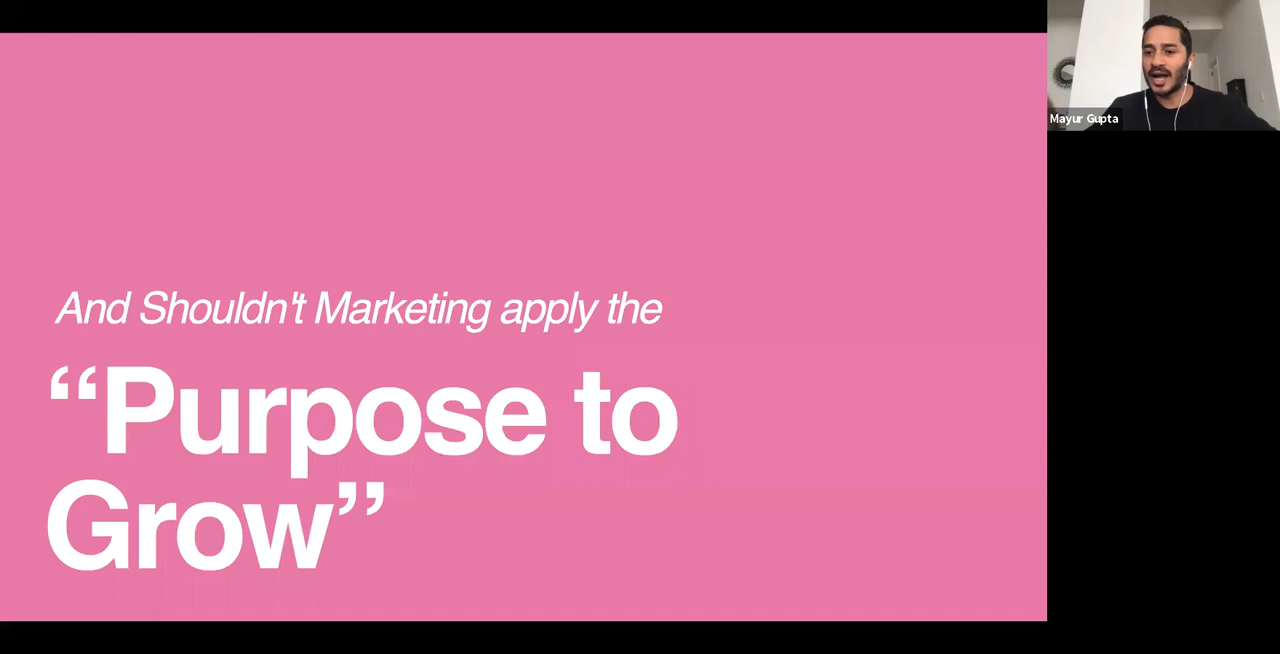 And Shouldn't Marketing apply the
“Purpose to
Grow”
Mayur Gupta